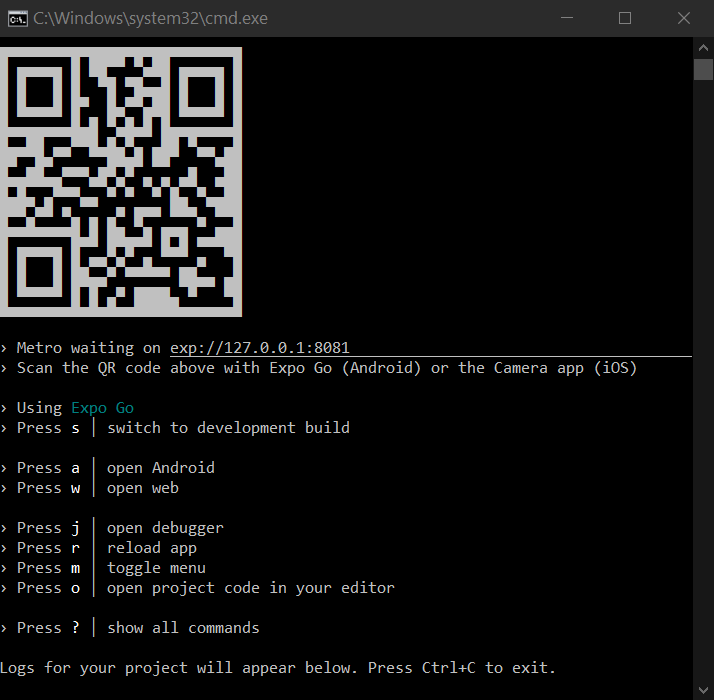 C:\Windows\system32\cmd.exe
› Metro waiting on exp://127.0.0.1:8081
› Scan the QR code above with Expo Go (Android) or the Camera app (iOS)
› Using Expo Go
› Press s │ switch to development build
› Press a │ open Android
› Press w │ open web
› Press j │ open debugger
› Press r │ reload app
› Press m │ toggle menu
› Press o │ open project code in your editor
› Press ? │ show all commands
Logs for your project will appear below. Press Ctrl+C to exit.